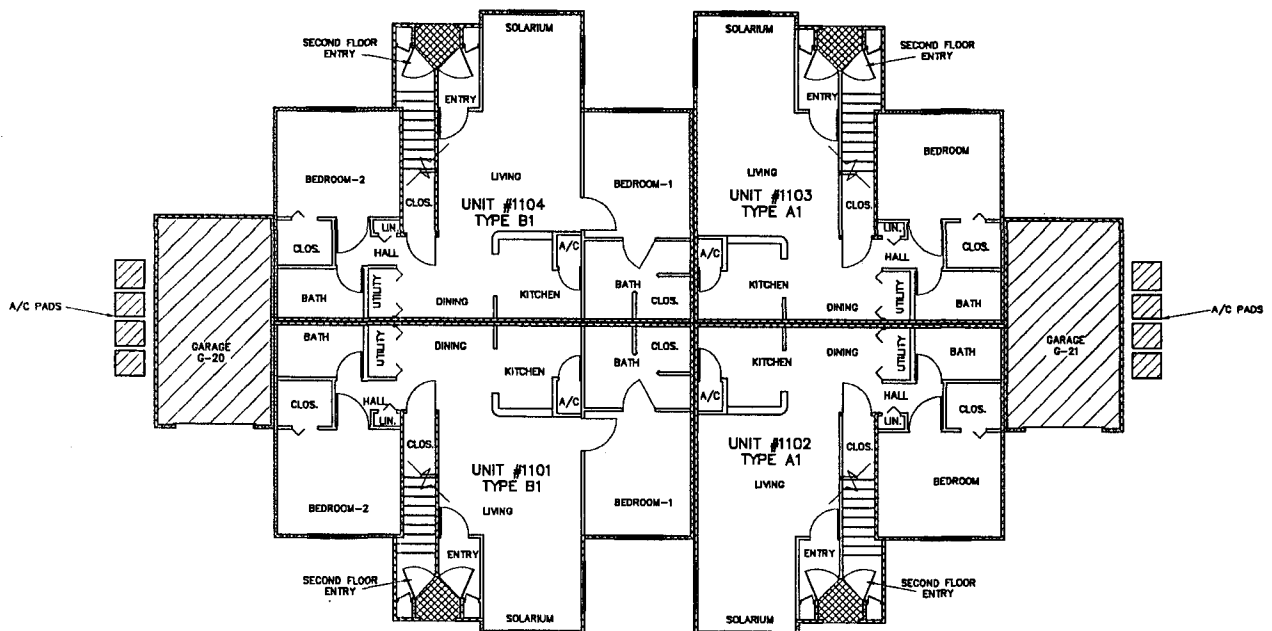 SOLARIUM
SOLARIUM
SECOND FLOOR
ENTRY
SECOND FLOOR
ENTRY
ENTRY
ENTRY
BEDROOM-2
LIVING
BEDROOM-1
LIVING
BEDROOM
UNIT #1104
TYPE B1
UNIT #1103
TYPE A1
CLOS.
CLOS.
LIN.
LIN.
CLOS.
HALL
A/C
A/C
HALL
CLOS.
BATH
UTILITY
DINING
KITCHEN
BATH
CLOS.
KITCHEN
DINING
UTILITY
BATH
A/C PADS
A/C PADS
GARAGE
G-20
GARAGE
G-21
BATH
UTILITY
DINING
KITCHEN
BATH
CLOS.
KITCHEN
DINING
UTILITY
BATH
CLOS.
HALL
LIN.
A/C
A/C
HALL
LIN.
CLOS.
CLOS.
CLOS.
UNIT #1101
TYPE B1
UNIT #1102
TYPE A1
BEDROOM-2
LIVING
BEDROOM-1
LIVING
BEDROOM
ENTRY
ENTRY
SECOND FLOOR
ENTRY
SECOND FLOOR
ENTRY
SOLARIUM
SOLARIUM